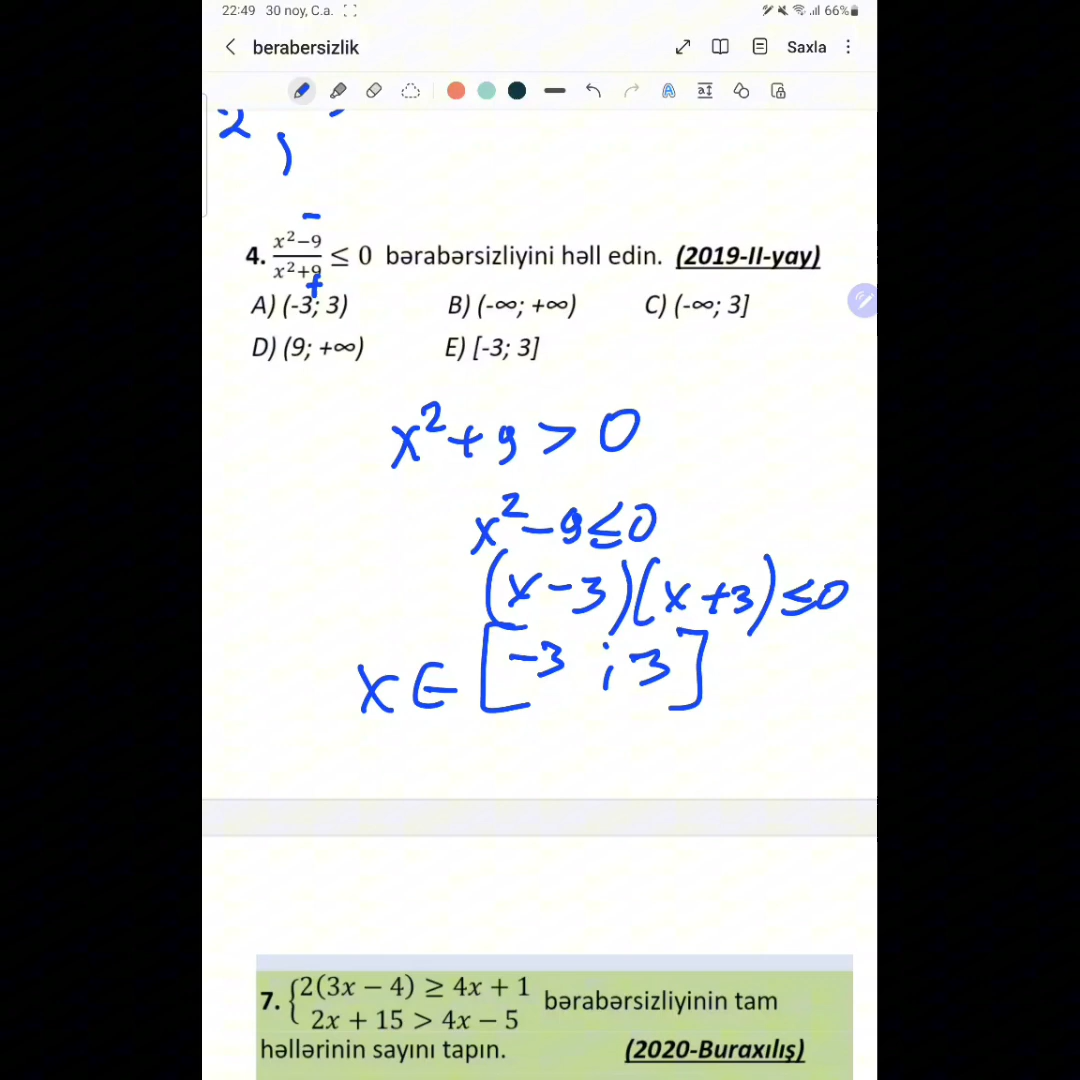 22:49 30 noy, C.a. 66%
berabersizlik Saxla
2 ,
-
4. x²–9 / x²+9 ≤ 0 bərabərsizliyini həll edin. (2019-II-yay)
+
A) (-3; 3) B) (-∞; +∞) C) (-∞; 3]
D) (9; +∞) E) [-3; 3]
x²+9 > 0
x²-9≤0
(x-3)(x+3)≤0
x∈[-3 ; 3]
7. {2(3x – 4) ≥ 4x + 1
2x + 15 > 4x – 5 bərabərsizliyinin tam
həllərinin sayını tapın. (2020-Buraxılış)